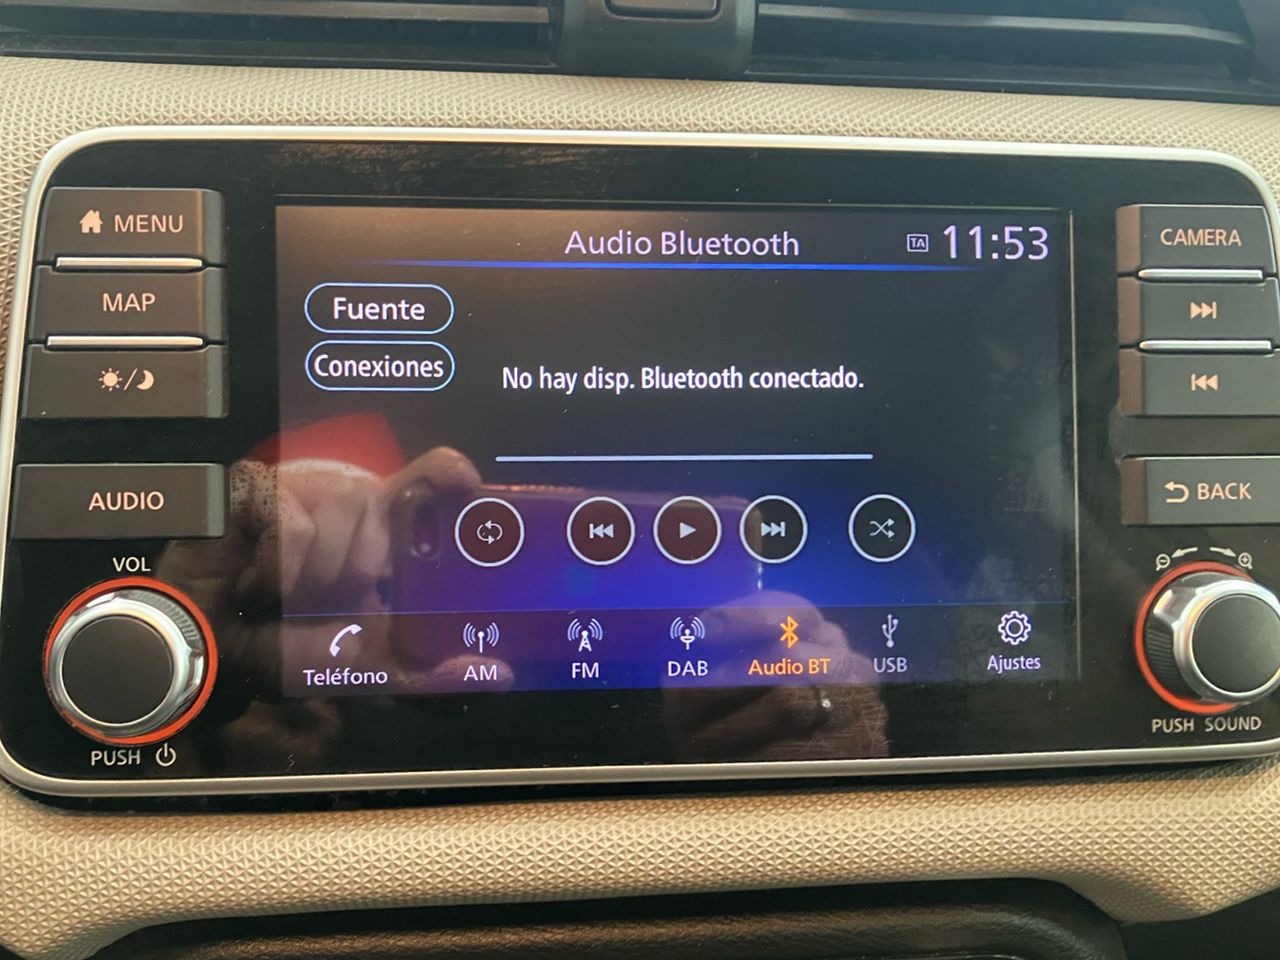 MENU
MAP
AUDIO
VOL
PUSH
Audio Bluetooth
TA
11:53
Fuente
Conexiones
No hay disp. Bluetooth conectado.
Teléfono
AM
FM
DAB
Audio BT
USB
Ajustes
CAMERA
BACK
PUSH SOUND